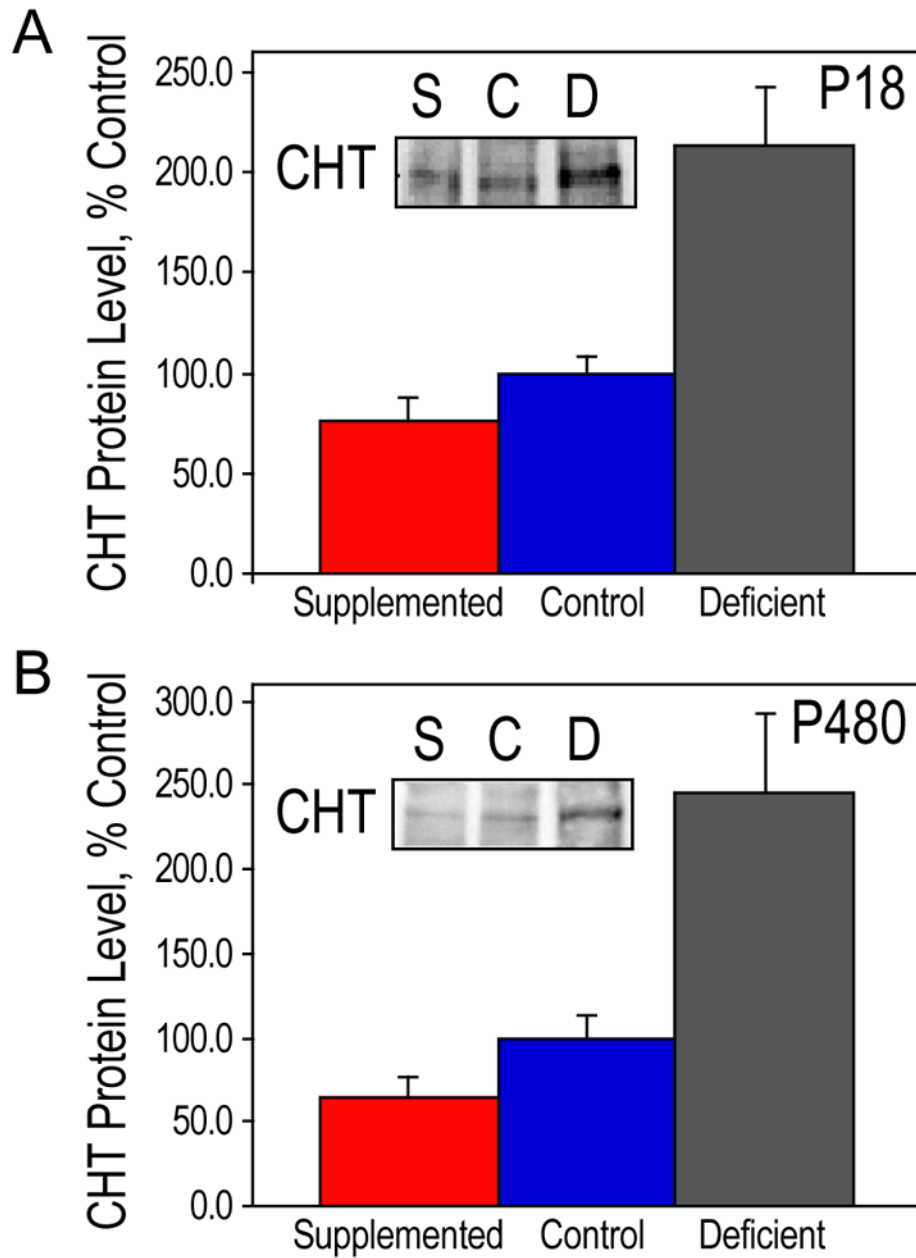 A
CHT Protein Level, % Control
250.0
200.0
150.0
100.0
50.0
0.0
S C D
CHT
P18
Supplemented Control Deficient
B
CHT Protein Level, % Control
300.0
250.0
200.0
150.0
100.0
50.0
0.0
S C D
CHT
P480
Supplemented Control Deficient